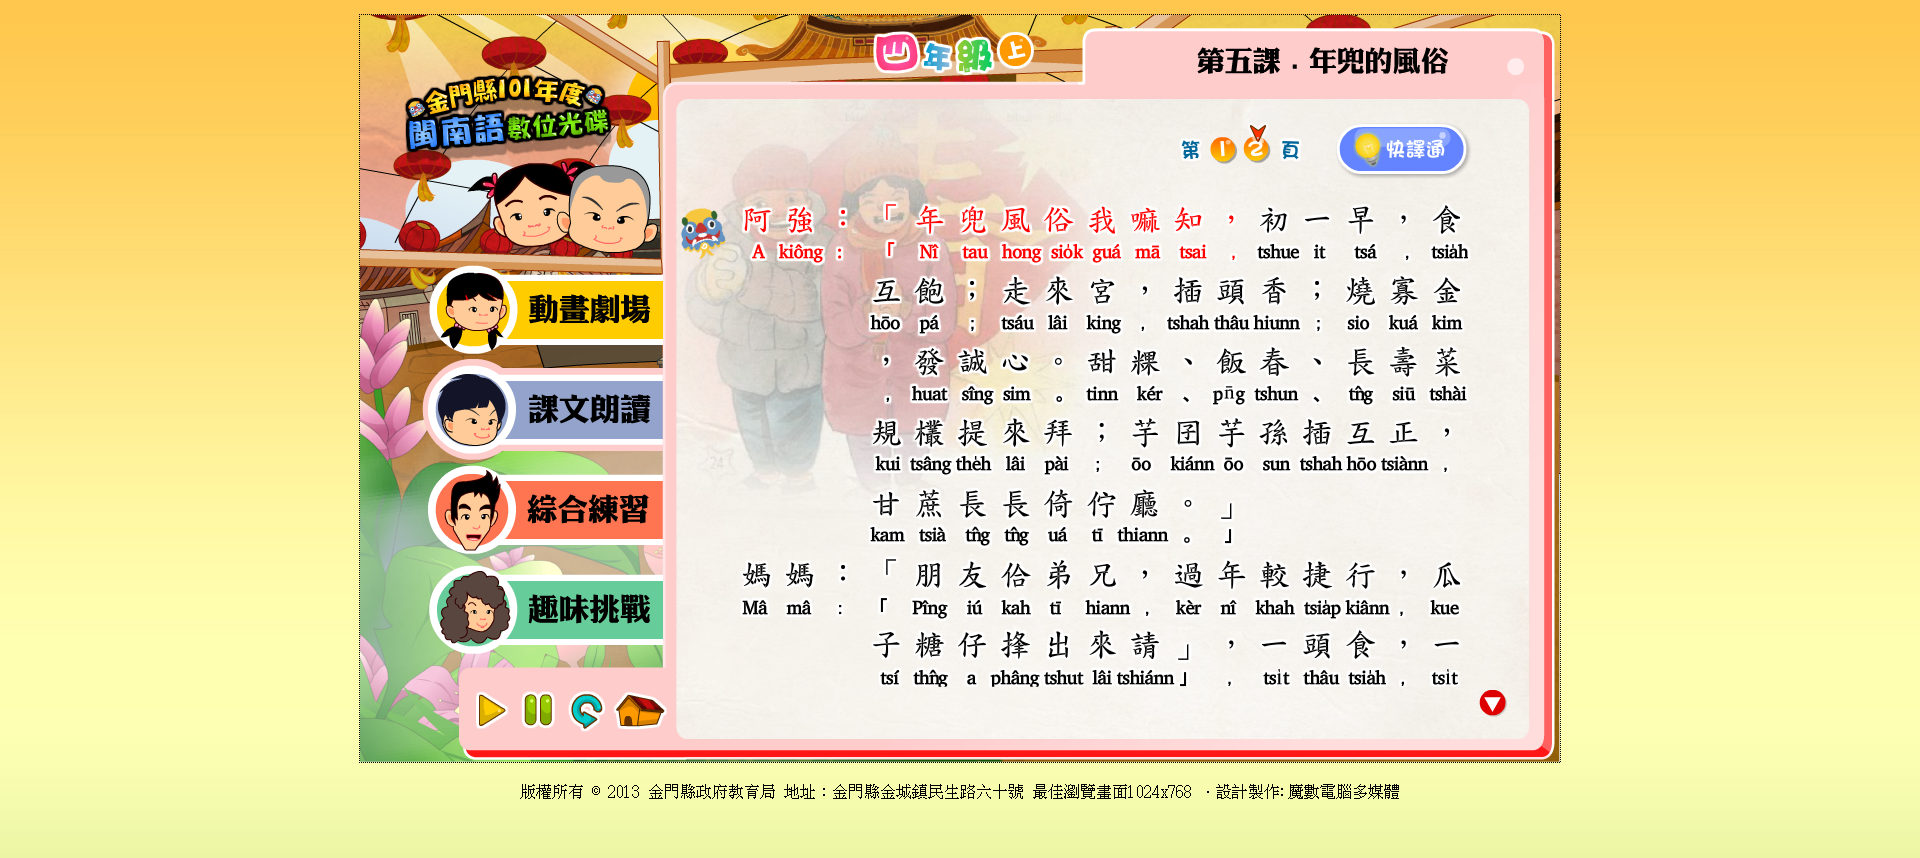 四年級上
第五課．年兜的風俗
金門縣101年度
閩南語數位光碟
第 1 2 頁
快譯通
阿強：「年兜風俗我嘛知，初一早，食
A kiông : 「 Nî tau hong sio̍k guá mā tsai , tshue it tsá , tsia̍h
互飽；走來宮，插頭香；燒寡金
hōo pá ; tsáu lâi king , tshah thâu hiunn ; sio kuá kim
，發誠心。甜粿、飯春、長壽菜
, huat sîng sim 。 tinn kér 、 pn̄g tshun 、 tn̂g siū tshài
規欉提來拜；芋囝芋孫插互正，
kui tsâng the̍h lâi pài ; ōo kiánn ōo sun tshah hōo tsiànn ,
甘蔗長長倚佇廳。」
kam tsià tn̂g tn̂g uá tī thiann 。 」
媽媽：「朋友佮弟兄，過年較捷行，瓜
Mâ mâ : 「 Pîng iú kah tī hiann , kèr nî khah tsia̍p kiânn , kue
子糖仔捀出來請」，一頭食，一
tsí thn̂g a phâng tshut lâi tshiánn 」 , tsi̍t thâu tsia̍h , tsi̍t
動畫劇場
課文朗讀
綜合練習
趣味挑戰
版權所有 © 2013 金門縣政府教育局 地址：金門縣金城鎮民生路六十號 最佳瀏覽畫面1024x768 ．設計製作: 魔數電腦多媒體